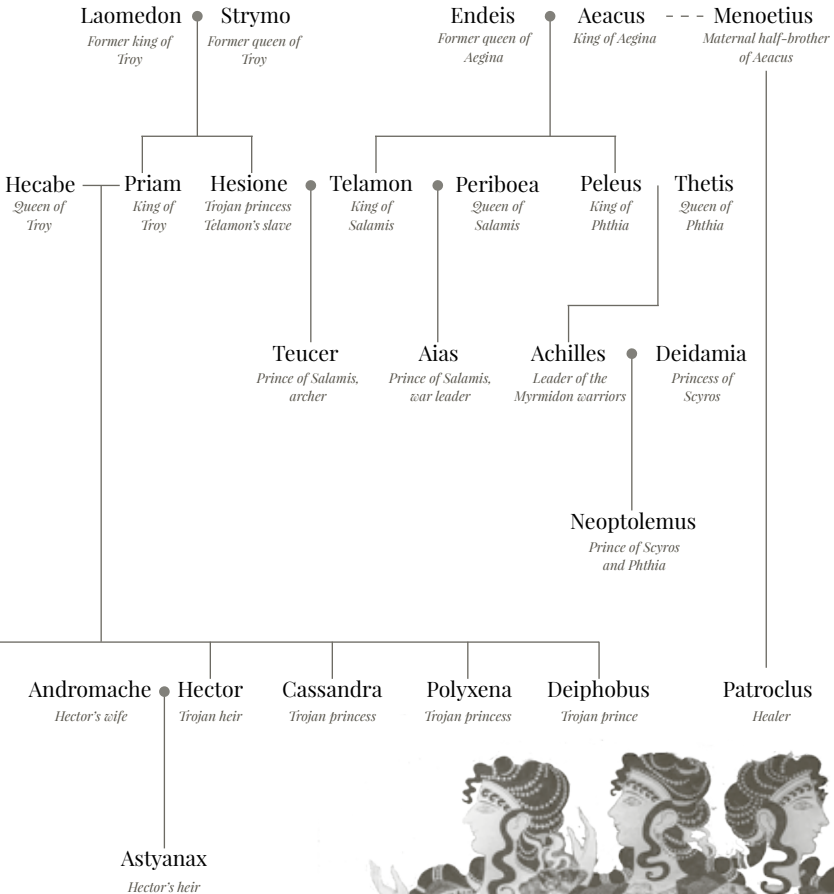 Laomedon Strymo Endeis Aeacus Menoetius
Former king of Former queen of Former queen of King of Aegina Maternal half-brother
Troy Troy Aegina of Aeacus
Hecabe Priam Hesione Telamon Periboea Peleus Thetis
Queen of King of Trojan princess King of Queen of King of Queen of
Troy Troy Telamon's slave Salamis Salamis Phthia Phthia
Teucer Aias Achilles Deidamia
Prince of Salamis, Prince of Salamis, Leader of the Princess of
archer war leader Myrmidon warriors Scyros
Neoptolemus
Prince of Scyros
and Phthia
Andromache Hector Cassandra Polyxena Deiphobus Patroclus
Hector's wife Trojan heir Trojan princess Trojan princess Trojan prince Healer
Astyanax
Hector's heir